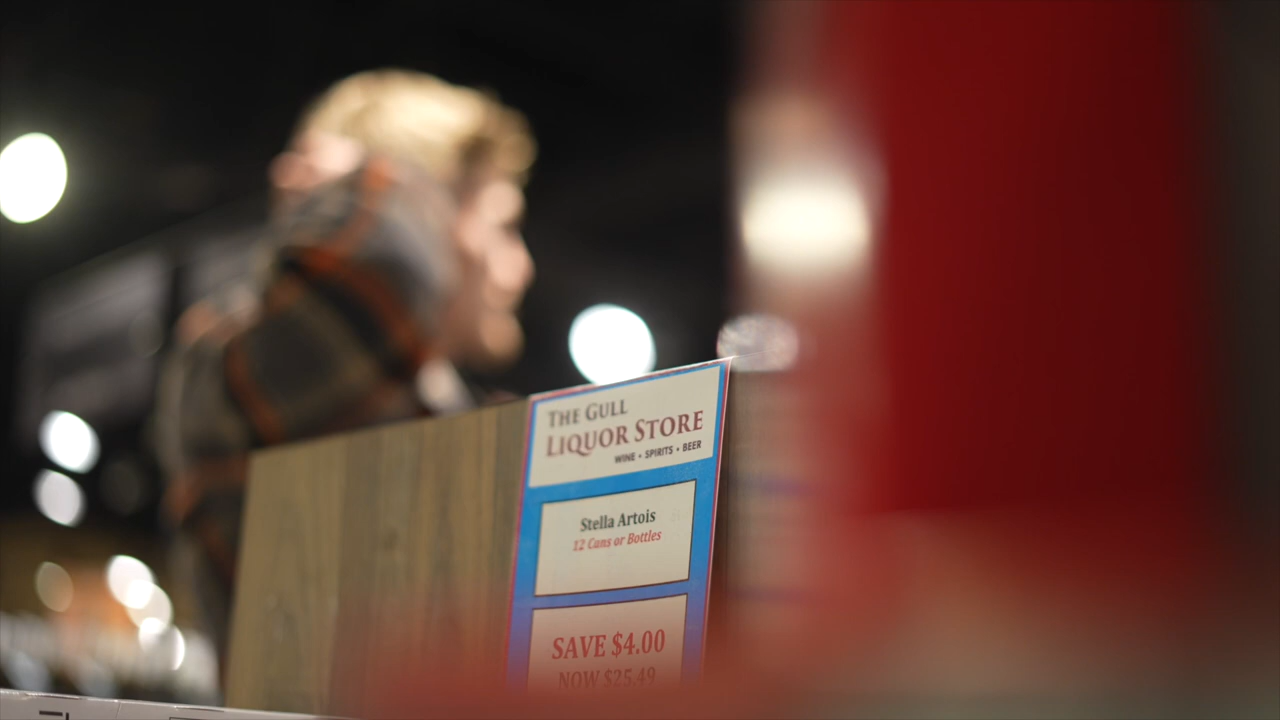 THE GULL
LIQUOR STORE
WINE • SPIRITS • BEER
Stella Artois
12 Cans or Bottles
SAVE $4.00
NOW $25.49